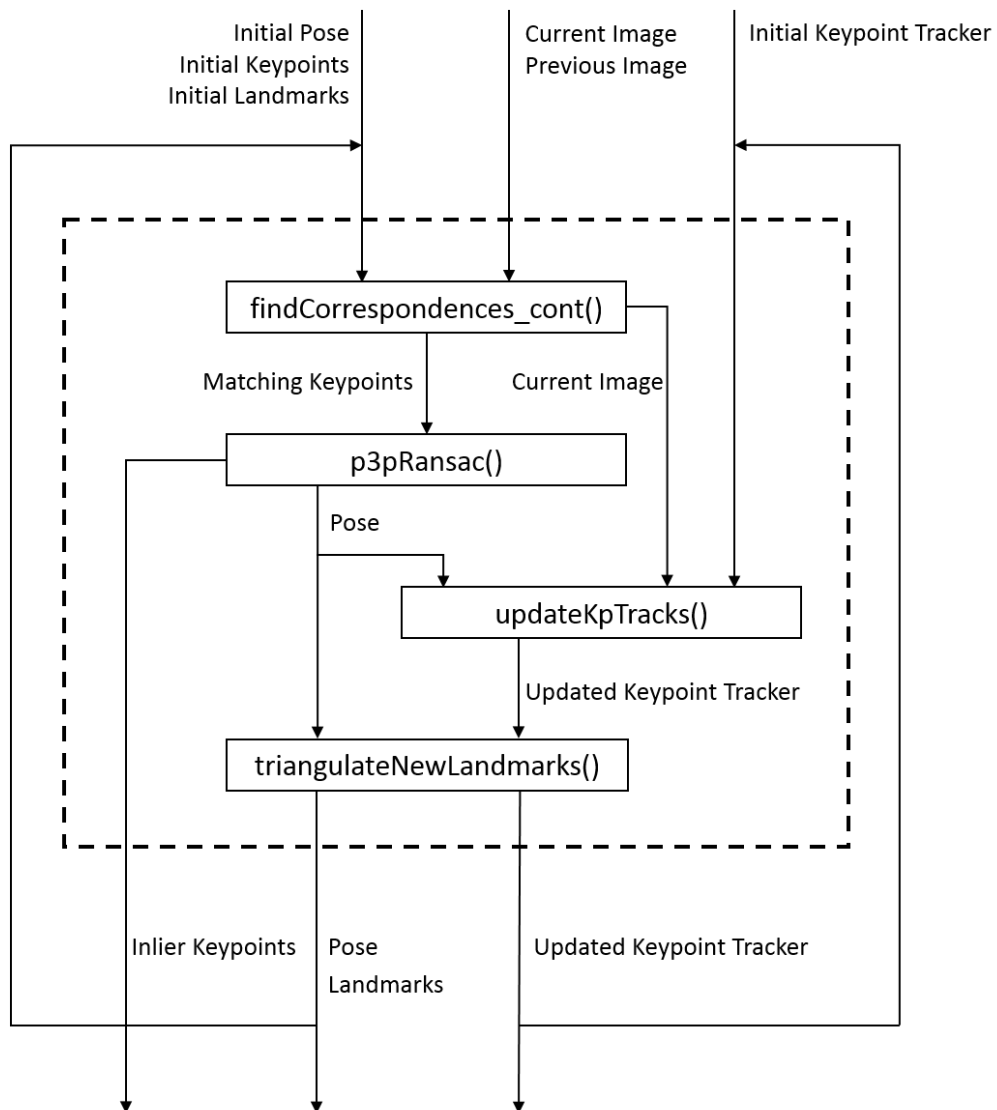 Initial Pose
Initial Keypoints
Initial Landmarks
Current Image
Previous Image
Initial Keypoint Tracker
findCorrespondences_cont()
Matching Keypoints
Current Image
p3pRansac()
Pose
updateKpTracks()
Updated Keypoint Tracker
triangulateNewLandmarks()
Inlier Keypoints
Pose
Landmarks
Updated Keypoint Tracker